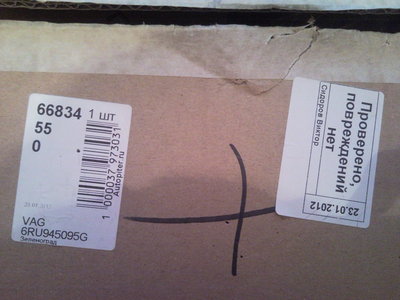 66834 1 шт
55
0
1 000037 973031
Autopiter.ru
VAG
6RU945095G
Зеленоград
Проверено,
повреждений
нет
Сидоров Виктор
23.01.2012